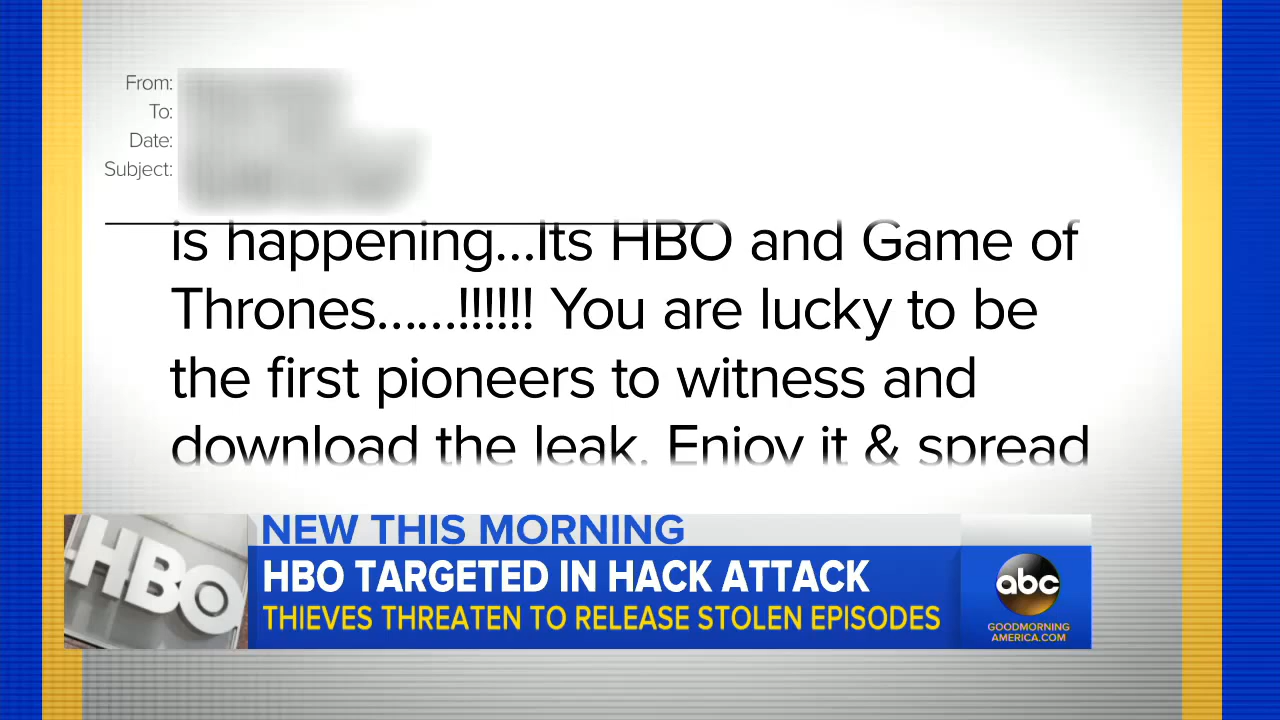 From:
To:
Date:
Subject:
is happening...Its HBO and Game of
Thrones......!!!!!! You are lucky to be
the first pioneers to witness and
download the leak. Enjoy it & spread
NEW THIS MORNING
HBO
HBO TARGETED IN HACK ATTACK
THIEVES THREATEN TO RELEASE STOLEN EPISODES
abc
GOODMORNING
AMERICA.COM